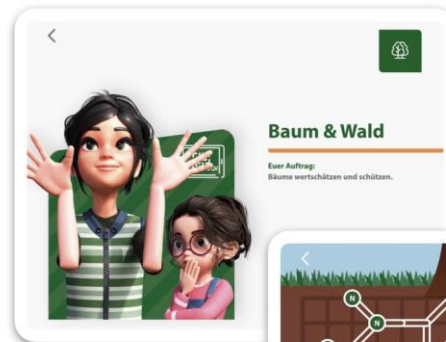 Baum & Wald
Euer Auftrag:
Bäume wertschätzen und schützen.
N
N